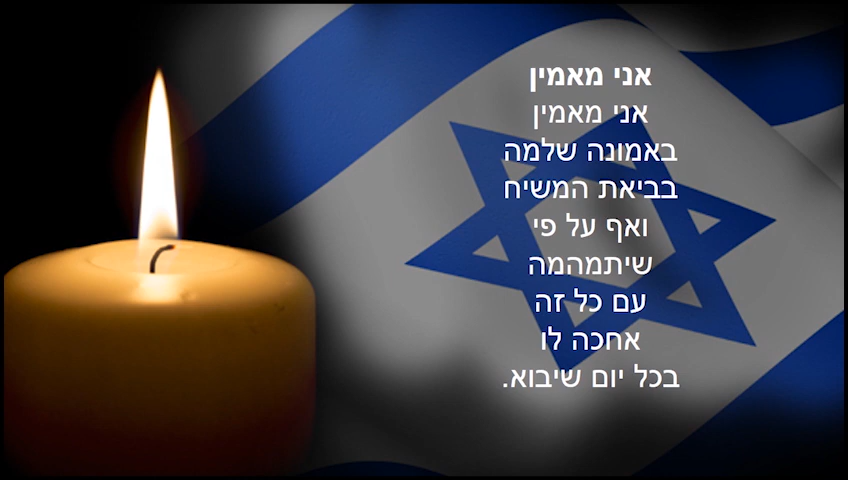 אני מאמין
אני מאמין
באמונה שלמה
בביאת המשיח
ואף על פי
שיתמהמה
עם כל זה
אחכה לו
בכל יום שיבוא.